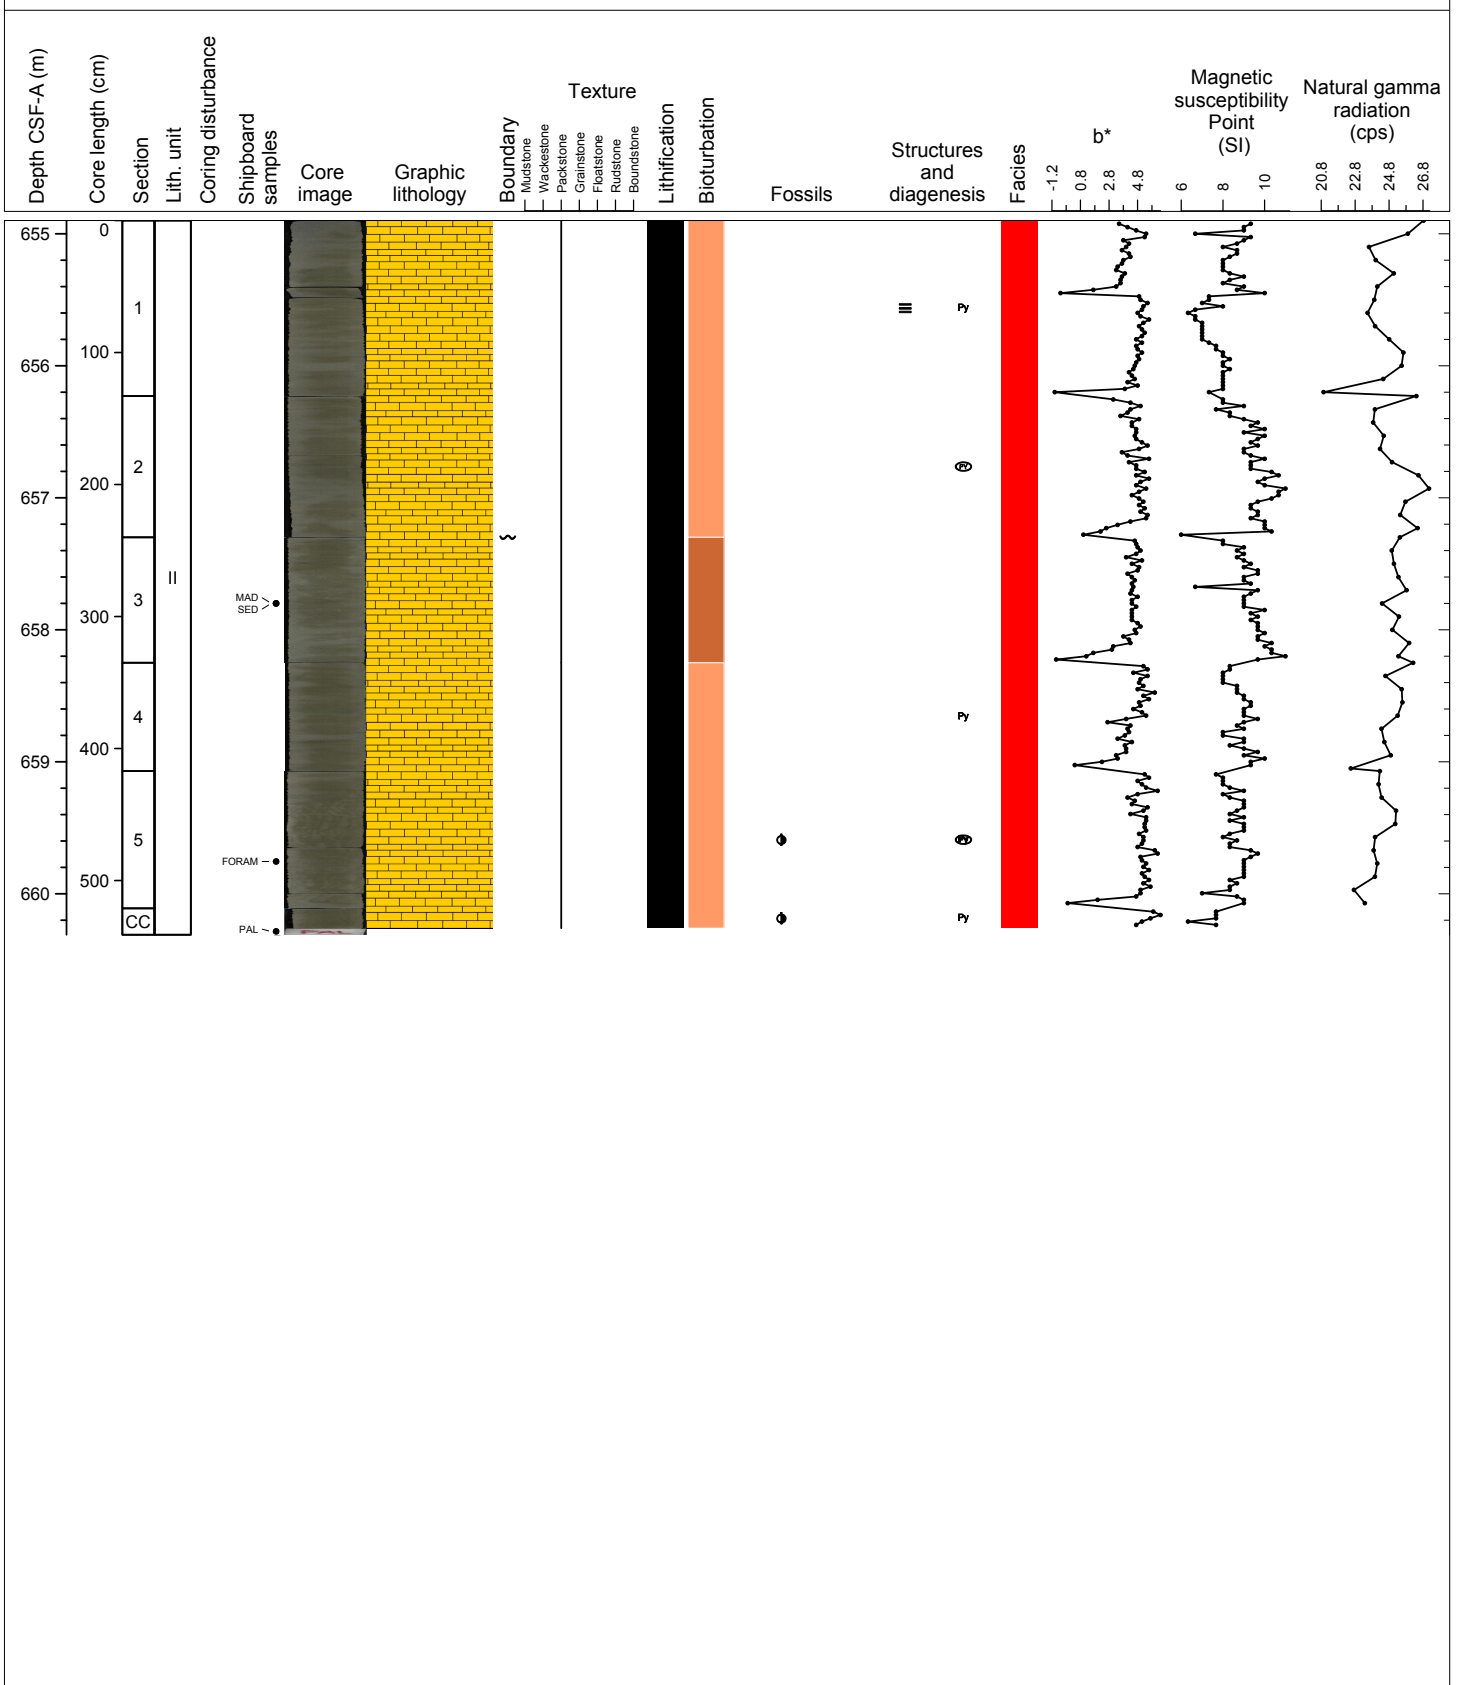 Depth CSF-A (m)
Core length (cm)
Section
Lith. unit
Coring disturbance
Shipboard
samples
Core
image
Graphic
lithology
Boundary
Texture
Mudstone
Wackestone
Packstone
Grainstone
Floatstone
Rudstone
Boundstone
Lithification
Bioturbation
Fossils
Structures
and
diagenesis
Facies
b*
-1.2
0.8
2.8
4.8
Magnetic
susceptibility
Point
(SI)
6
8
10
Natural gamma
radiation
(cps)
20.8
22.8
24.8
26.8
655
656
657
658
659
660
0
100
200
300
400
500
1
2
3
4
5
CC
II
MAD
SED
FORAM
PAL
PAL
Py
Py
Py
Py
Py